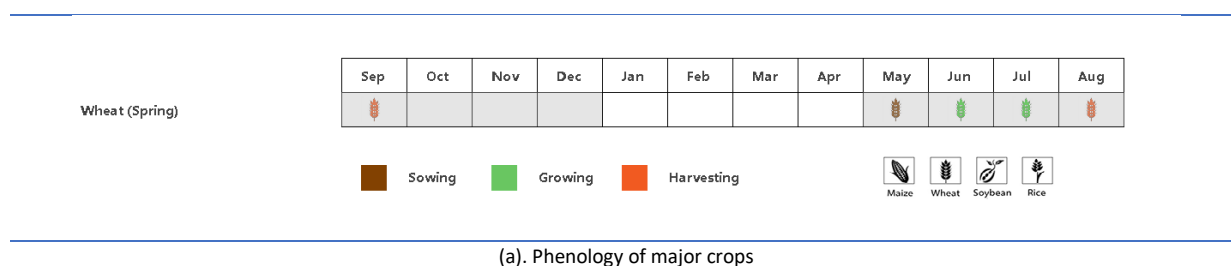 Sep Oct Nov Dec Jan Feb Mar Apr May Jun Jul Aug
Wheat (Spring)
Sowing Growing Harvesting
Maize Wheat Soybean Rice
(a). Phenology of major crops